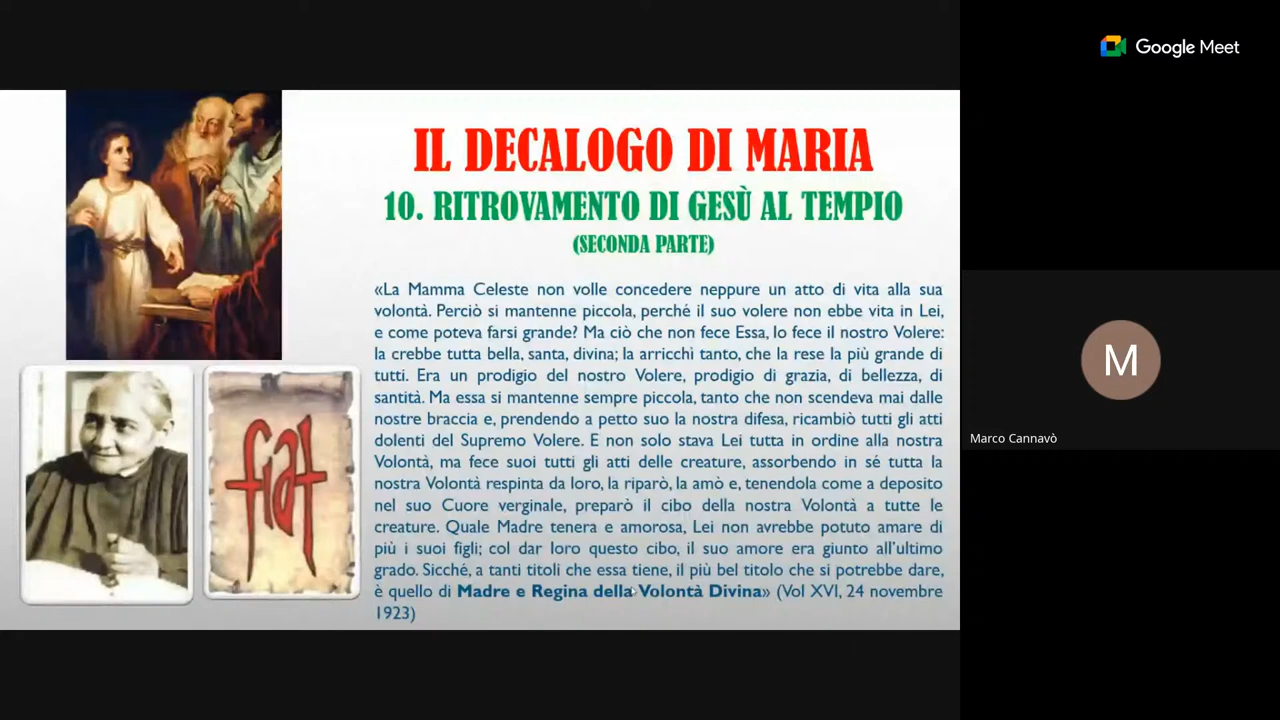 Google Meet
IL DECALOGO DI MARIA
10. RITROVAMENTO DI GESÙ AL TEMPIO
(SECONDA PARTE)
«La Mamma Celeste non volle concedere neppure un atto di vita alla sua
volontà. Perciò si mantenne piccola, perché il suo volere non ebbe vita in Lei,
e come poteva farsi grande? Ma ciò che non fece Essa, lo fece il nostro Volere:
la crebbe tutta bella, santa, divina; la arricchì tanto, che la rese la più grande di
tutti. Era un prodigio del nostro Volere, prodigio di grazia, di bellezza, di
santità. Ma essa si mantenne sempre piccola, tanto che non scendeva mai dalle
nostre braccia e, prendendo a petto suo la nostra difesa, ricambiò tutti gli atti
dolenti del Supremo Volere. E non solo stava Lei tutta in ordine alla nostra
Volontà, ma fece suoi tutti gli atti delle creature, assorbendo in sé tutta la
nostra Volontà respinta da loro, la riparò, la amò e, tenendola come a deposito
nel suo Cuore verginale, preparò il cibo della nostra Volontà a tutte le
creature. Quale Madre tenera e amorosa, Lei non avrebbe potuto amare di
più i suoi figli; col dar loro questo cibo, il suo amore era giunto all'ultimo
grado. Sicché, a tanti titoli che essa tiene, il più bel titolo che si potrebbe dare,
è quello di Madre e Regina della Volontà Divina» (Vol XVI, 24 novembre
1923)
fiat
M
Marco Cannavò